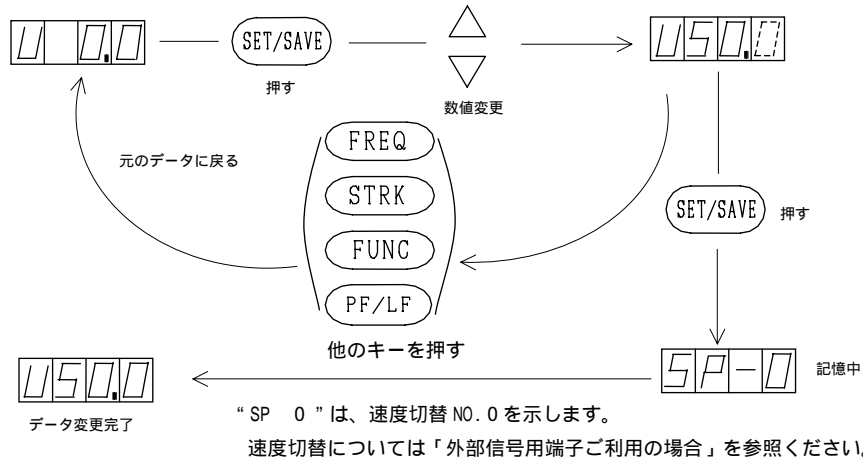 U 0.0
SET/SAVE
押す
数値変更
U50.0
元のデータに戻る
FREQ
STRK
FUNC
PF/LF
他のキーを押す
SET/SAVE
押す
SP-0
記憶中
U50.0
データ変更完了
“SP 0”は、速度切替 NO.0 を示します。
速度切替については「外部信号用端子ご利用の場合」を参照ください。